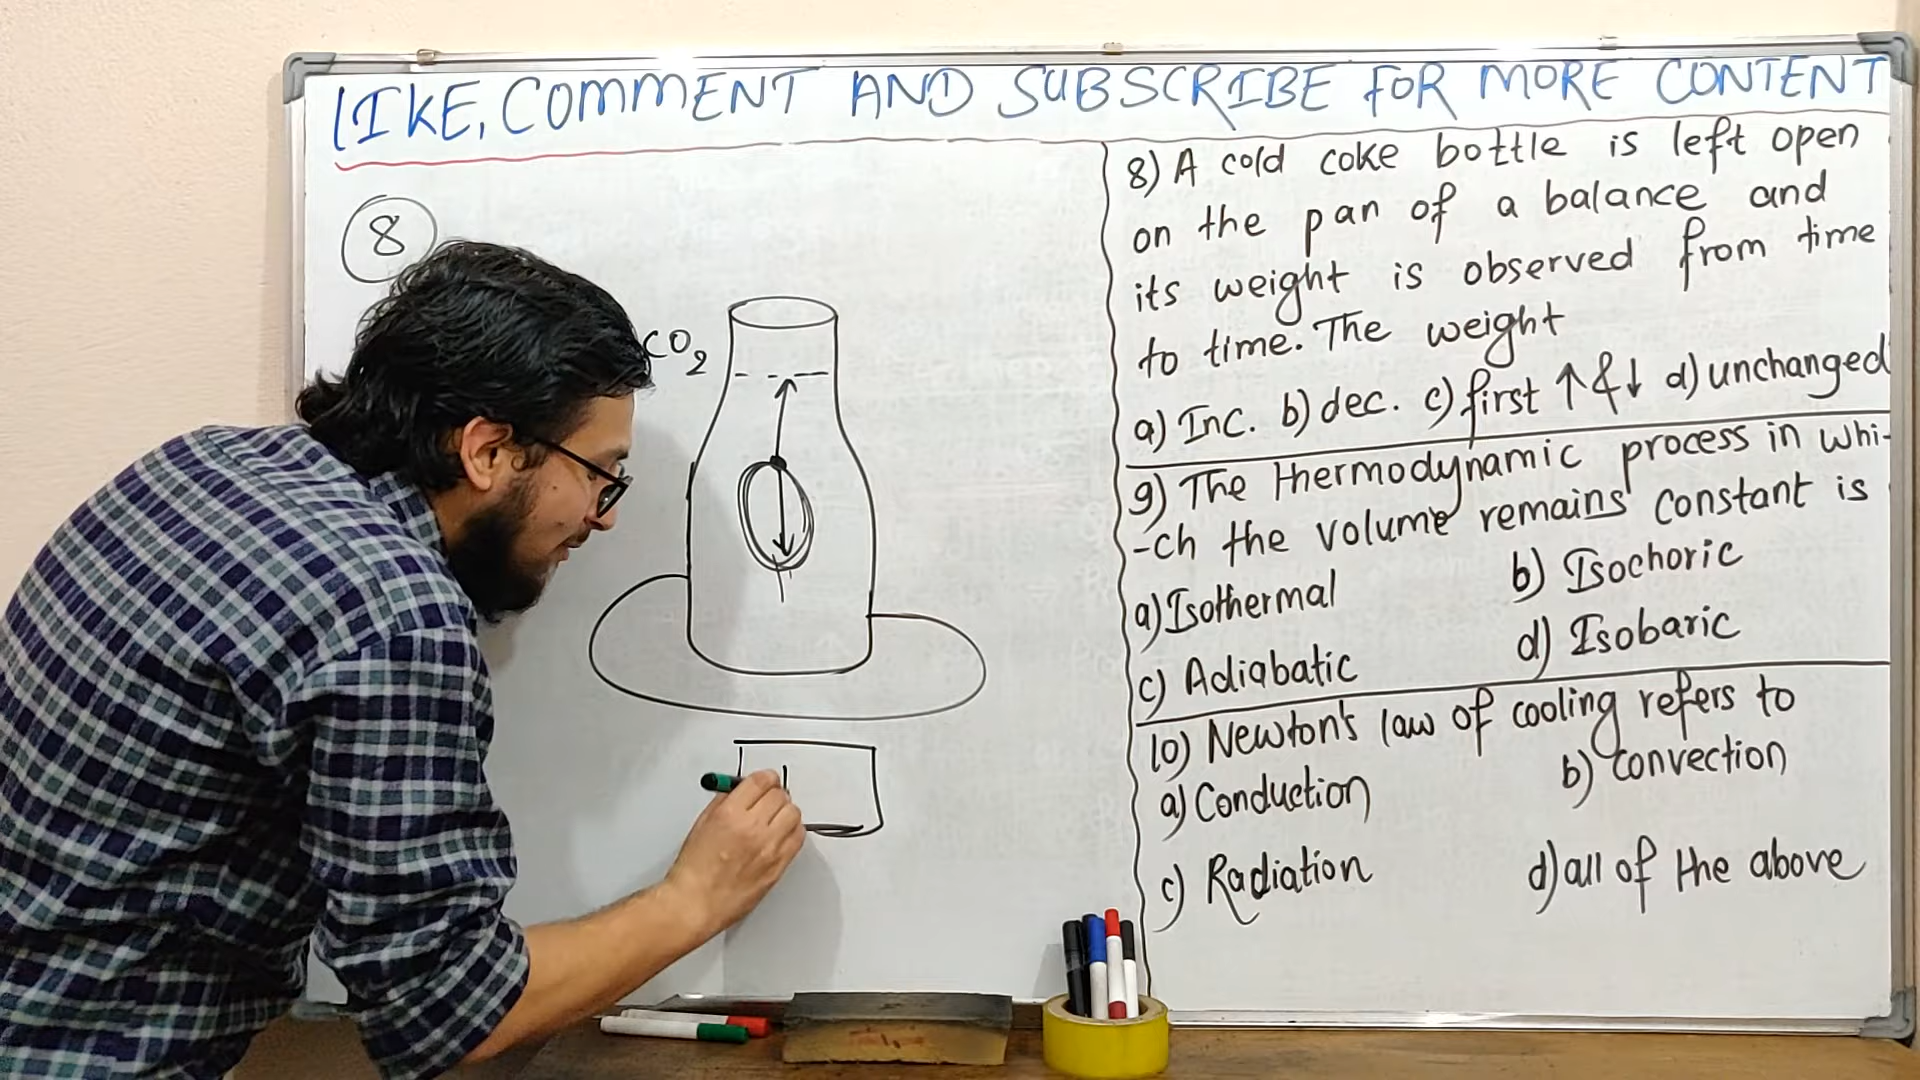 LIKE, COMMENT AND SUBSCRIBE FOR MORE CONTENT
8
CO2
8) A cold coke bottle is left open
on the pan of a balance and
its weight is observed from time
to time. The weight
a) Inc. b) dec. c) first ↑ & ↓ d) unchanged
9) The thermodynamic process in whi-
-ch the volume remains constant is
a) Isothermal b) Isochoric
c) Adiabatic d) Isobaric
10) Newton's law of cooling refers to
a) Conduction b) Convection
c) Radiation d) all of the above